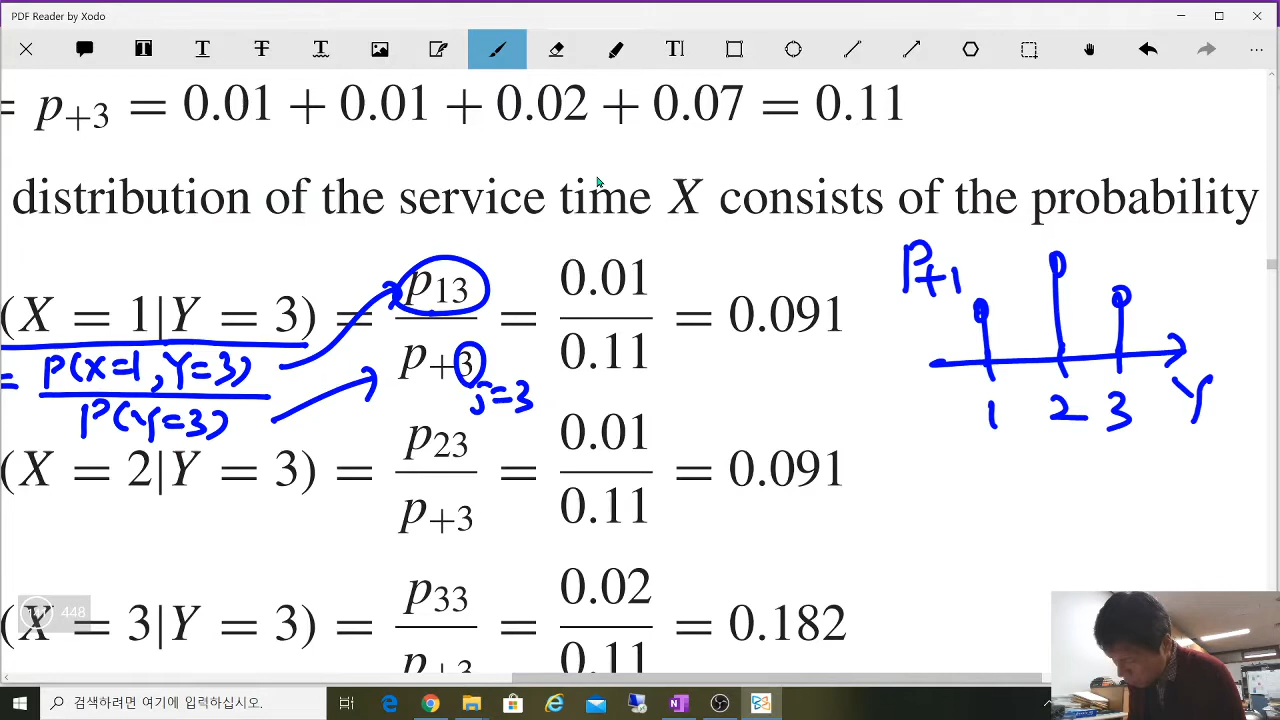 PDF Reader by Xodo
= p+3 = 0.01 + 0.01 + 0.02 + 0.07 = 0.11
distribution of the service time X consists of the probability
(X = 1|Y = 3) = p13 / p+3 = 0.01 / 0.11 = 0.091
= P(X=1, Y=3) / P(Y=3)
j=3
P+1
1 2 3 Y
(X = 2|Y = 3) = p23 / p+3 = 0.01 / 0.11 = 0.091
(X = 3|Y = 3) = p33 / p+3 = 0.02 / 0.11 = 0.182
448
검색하려면 여기에 입력하십시오.